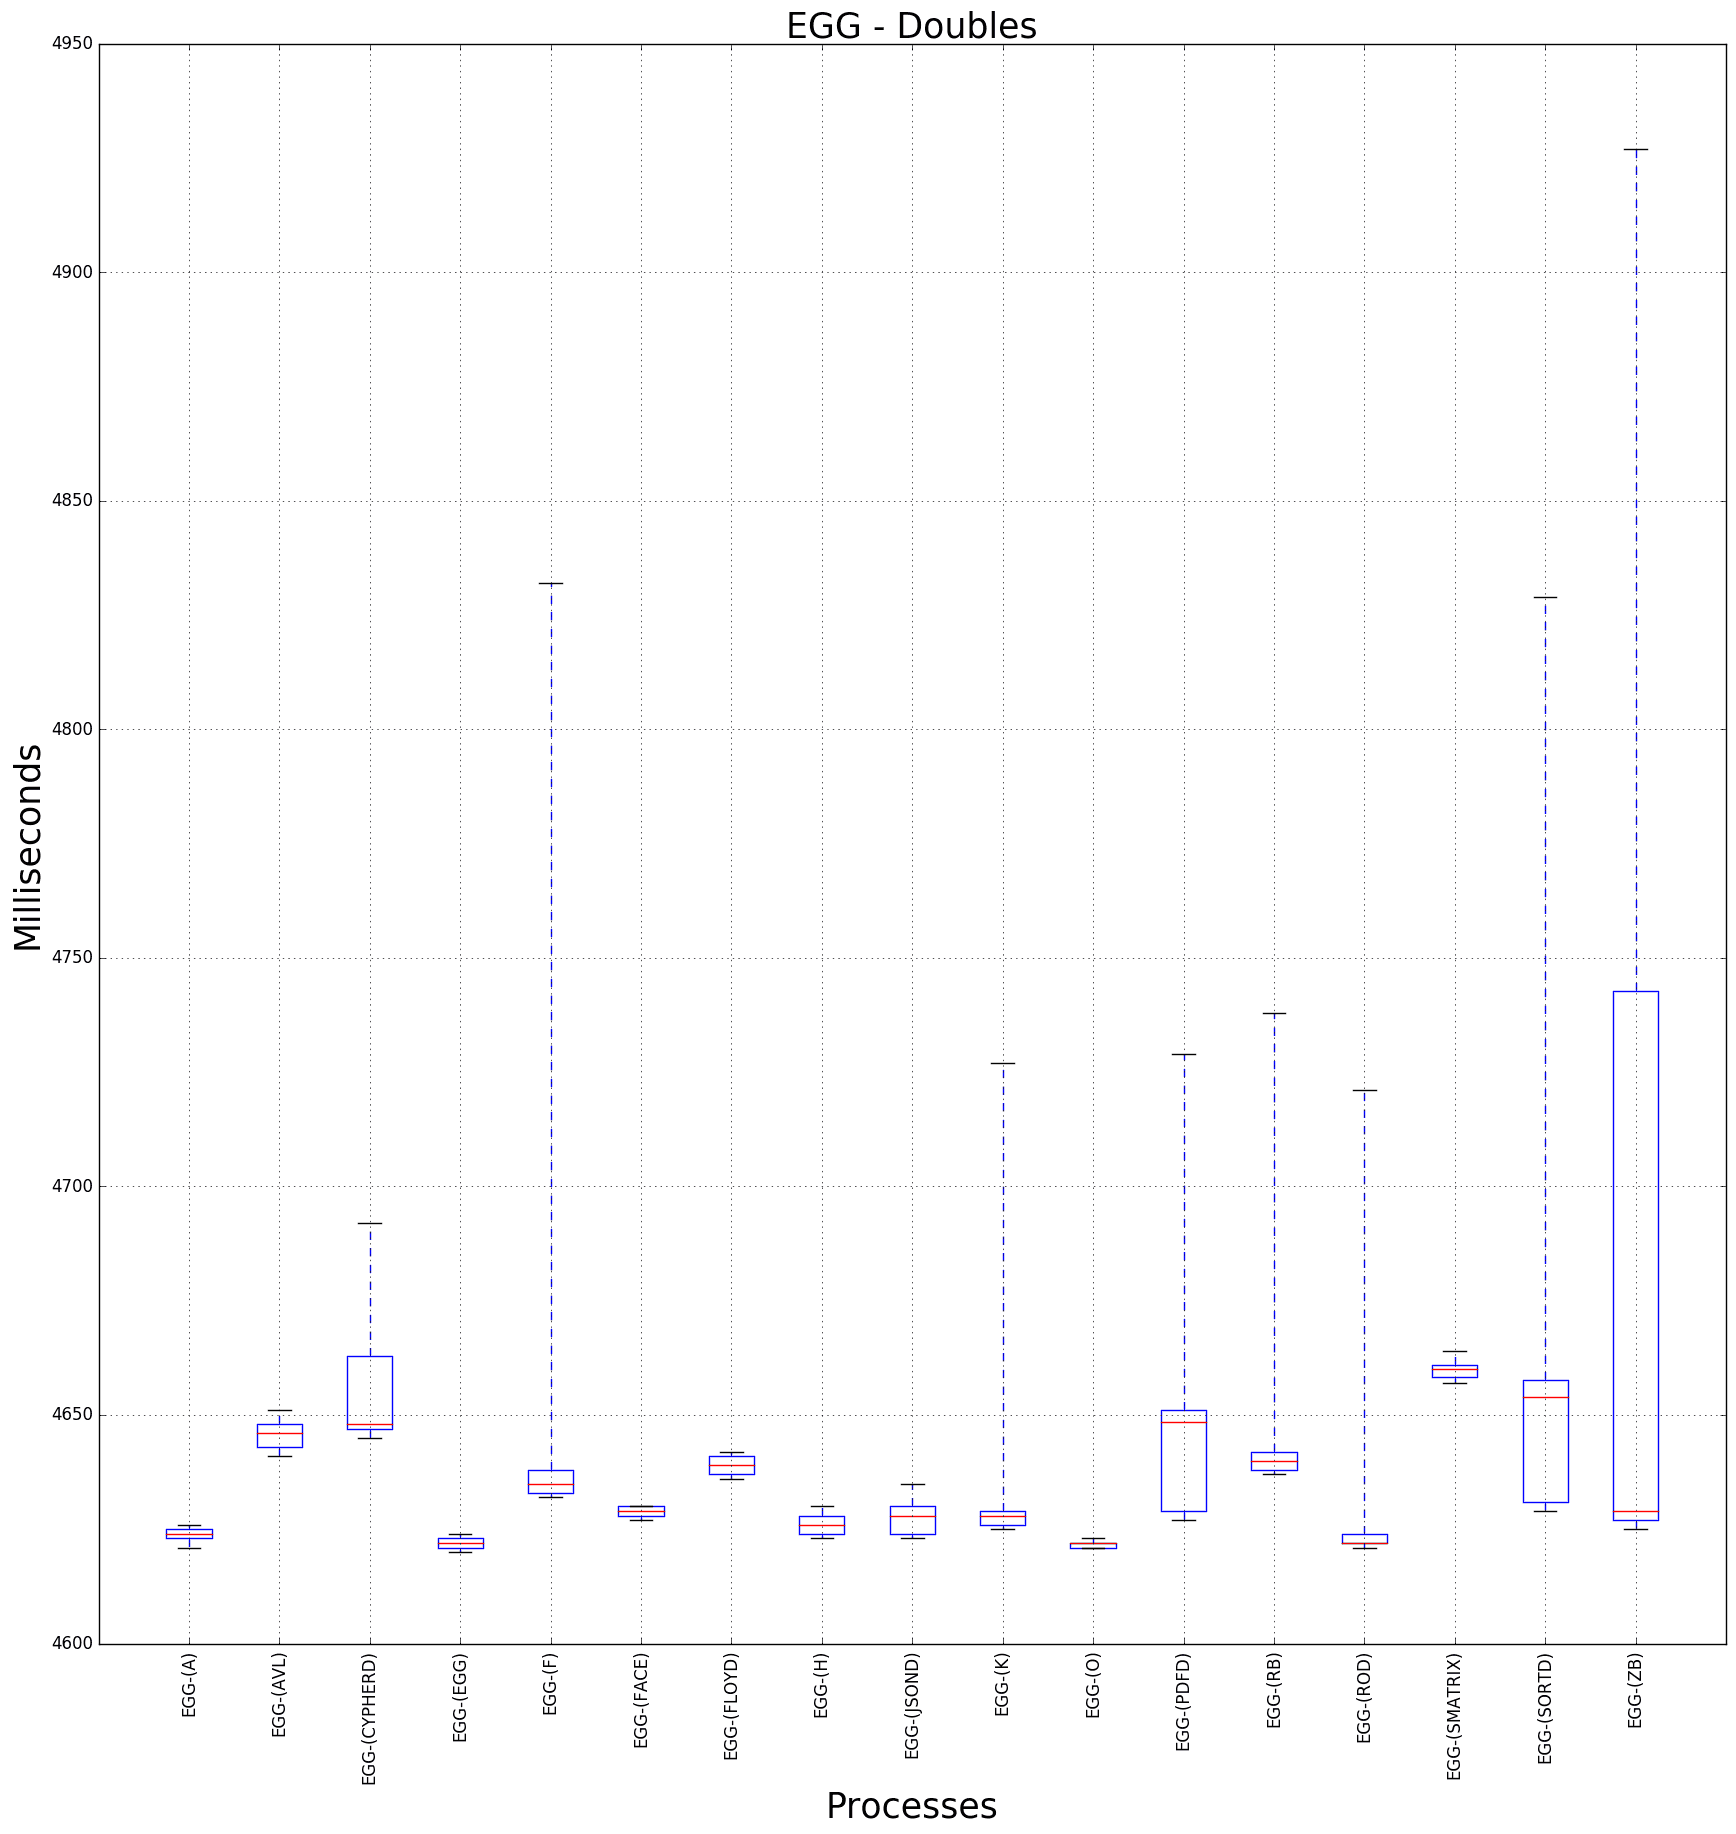 EGG - Doubles
4950
4900
4850
4800
4750
4700
4650
4600
Milliseconds
EGG-(A)
EGG-(AVL)
EGG-(CYPHERD)
EGG-(EGG)
EGG-(F)
EGG-(FACE)
EGG-(FLOYD)
EGG-(H)
EGG-(JSOND)
EGG-(K)
EGG-(O)
EGG-(PDFD)
EGG-(RB)
EGG-(ROD)
EGG-(SMATRIX)
EGG-(SORTD)
EGG-(ZB)
Processes